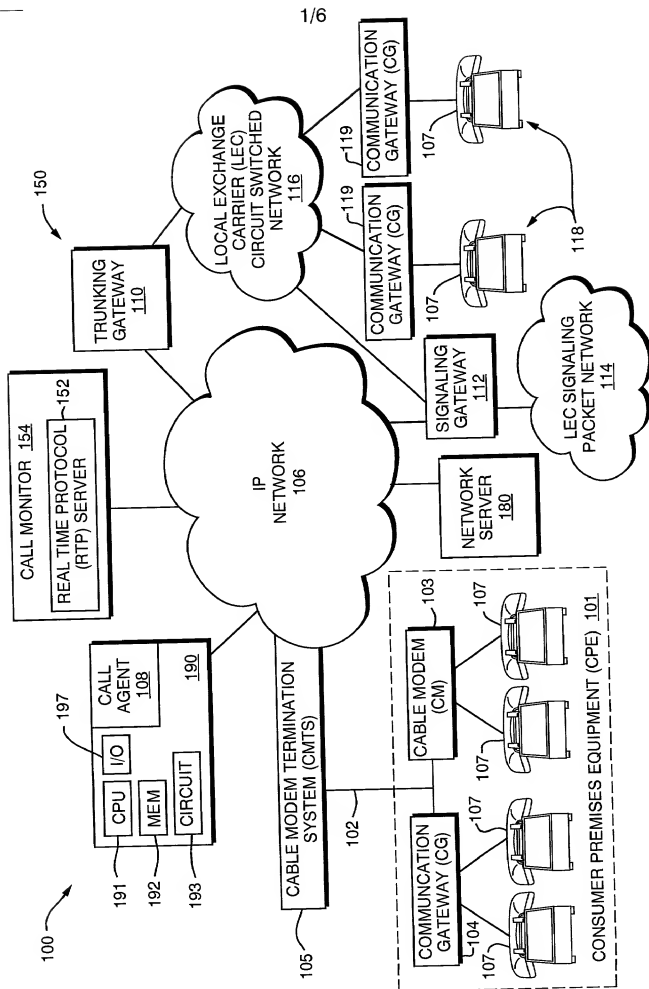 1/6
100
197
191
192
193
CPU
I/O
MEM
CIRCUIT
CALL
AGENT
108
190
CALL MONITOR 154
152
REAL TIME PROTOCOL
(RTP) SERVER
TRUNKING
GATEWAY
110
150
LOCAL EXCHANGE
CARRIER (LEC)
CIRCUIT SWITCHED
NETWORK
116
IP
NETWORK
106
119
COMMUNICATION
GATEWAY (CG)
107
119
COMMUNICATION
GATEWAY (CG)
107
118
SIGNALING
GATEWAY
112
LEC SIGNALING
PACKET NETWORK
114
NETWORK
SERVER
180
105
CABLE MODEM TERMINATION
SYSTEM (CMTS)
102
103
CABLE MODEM
(CM)
107
107
COMMUNCATION
GATEWAY (CG)
104
107
107
CONSUMER PREMISES EQUIPMENT (CPE) 101